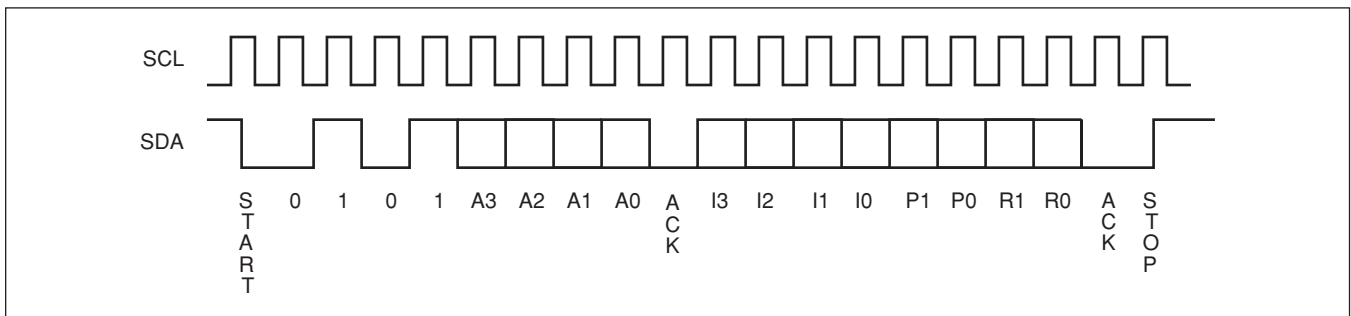 SCL
SDA
START 0 1 0 1 A3 A2 A1 A0 ACK I3 I2 I1 I0 P1 P0 R1 R0 ACK STOP